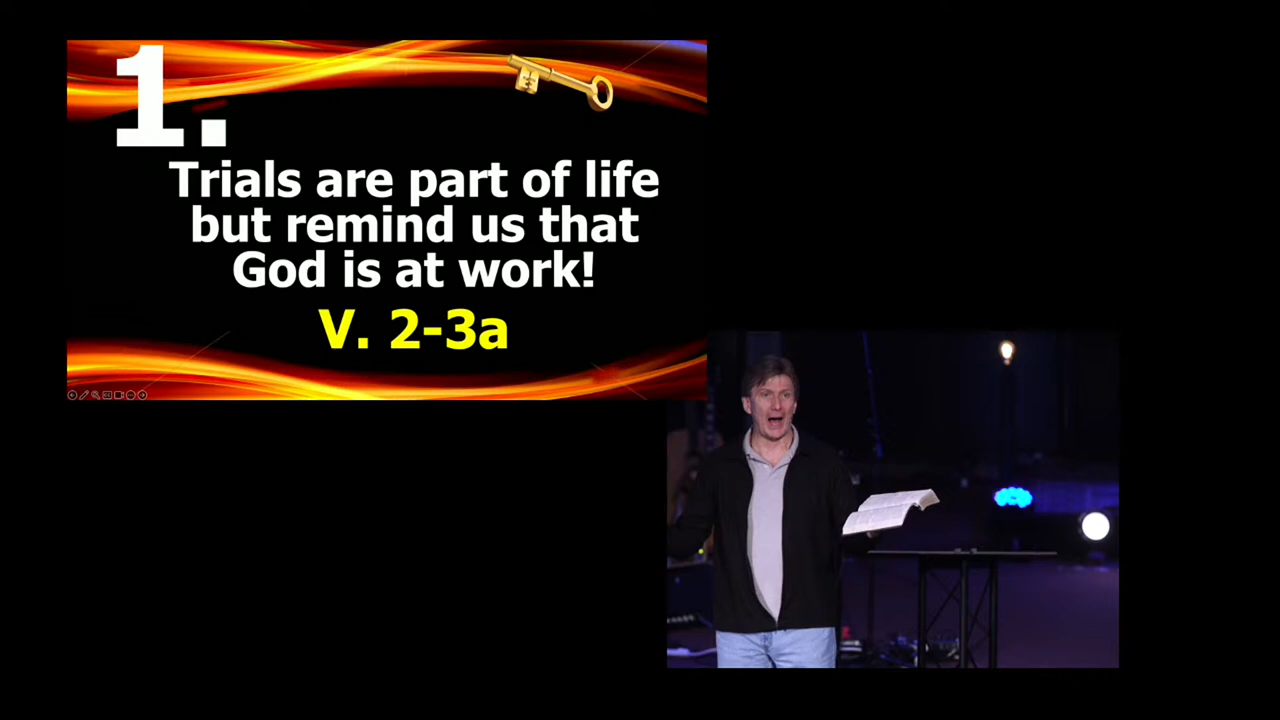 1.
Trials are part of life
but remind us that
God is at work!
V. 2-3a